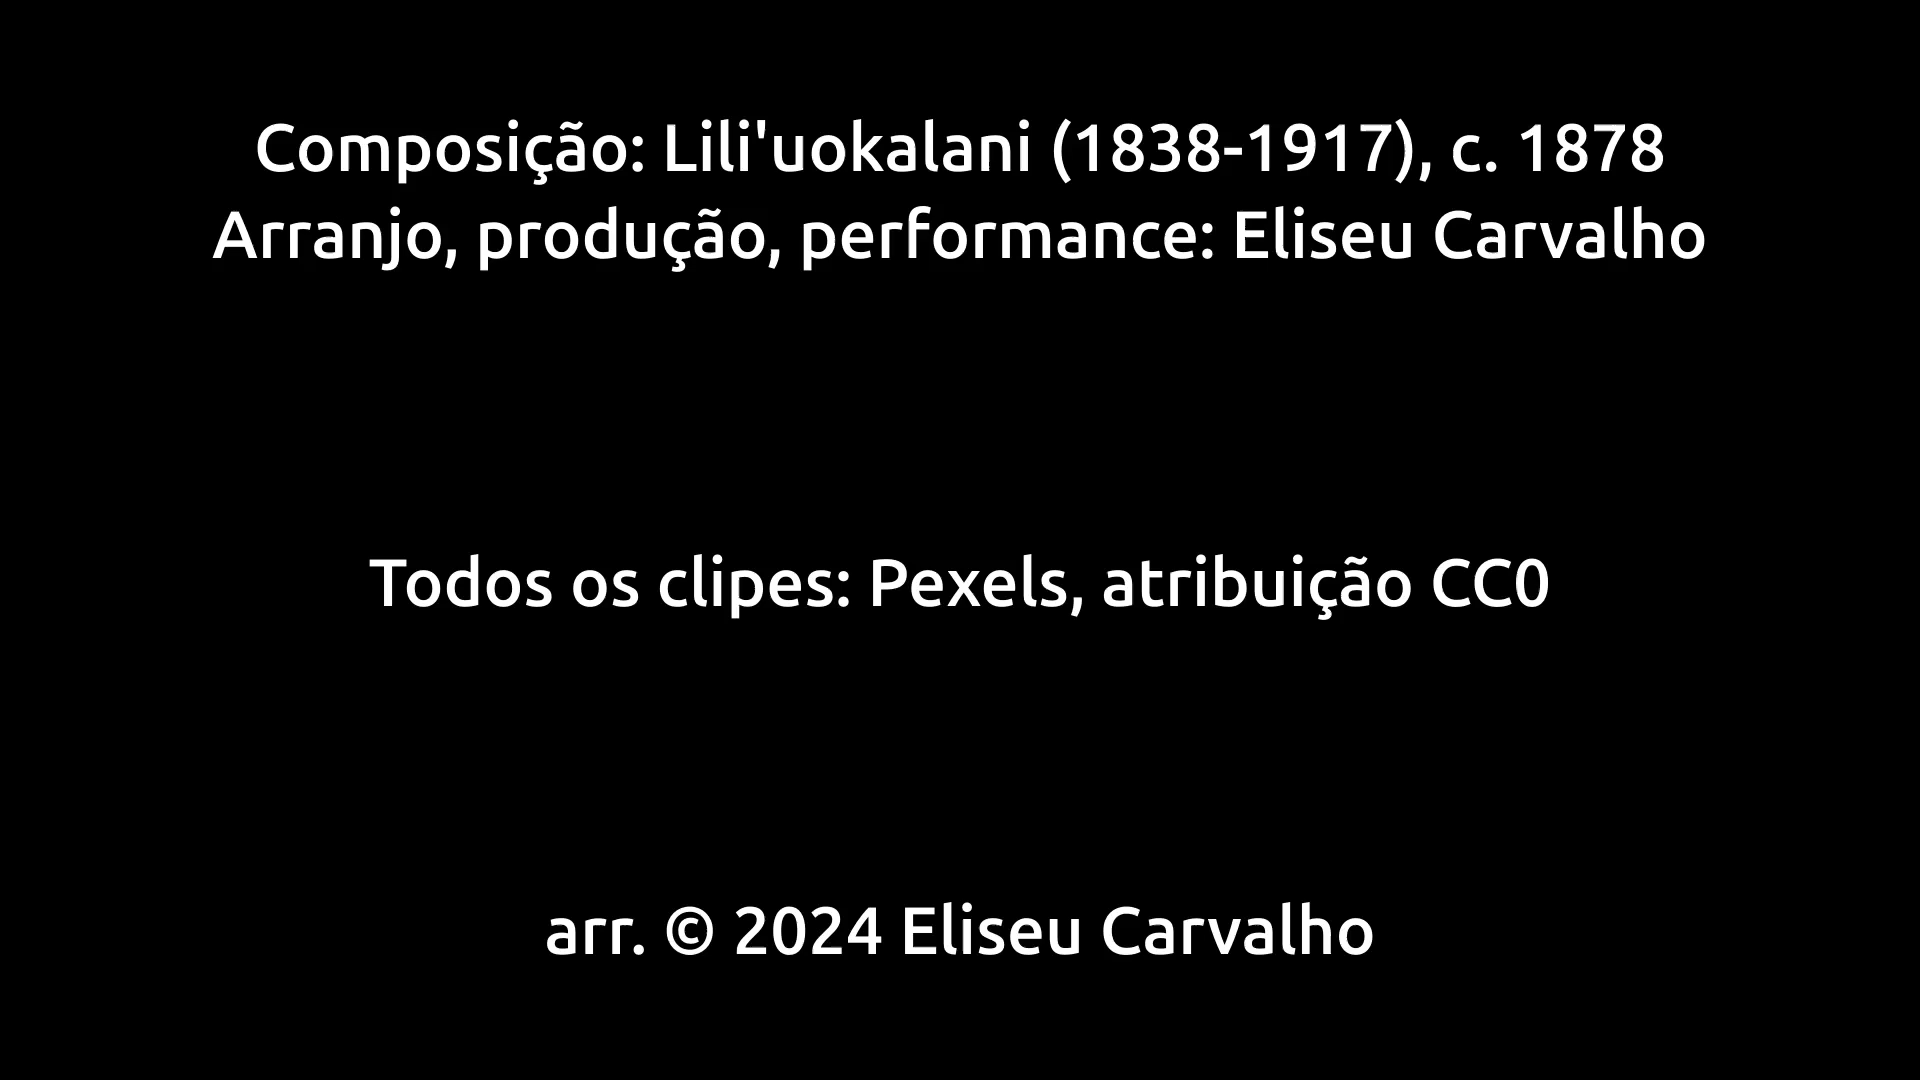 Composição: Lili'uokalani (1838-1917), c. 1878
Arranjo, produção, performance: Eliseu Carvalho
Todos os clipes: Pexels, atribuição CC0
arr. © 2024 Eliseu Carvalho